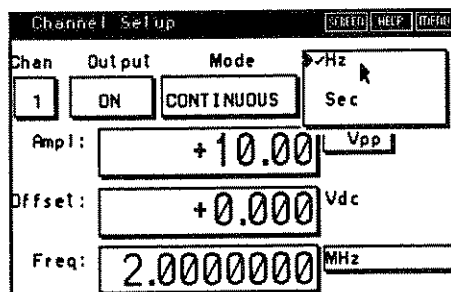 Channel Setup SCREEN HELP MENU
Chan Output Mode ✓Hz
1 ON CONTINUOUS Sec
Ampl: +10.00 Vpp
Offset: +0.000 Vdc
Freq: 2.0000000 MHz